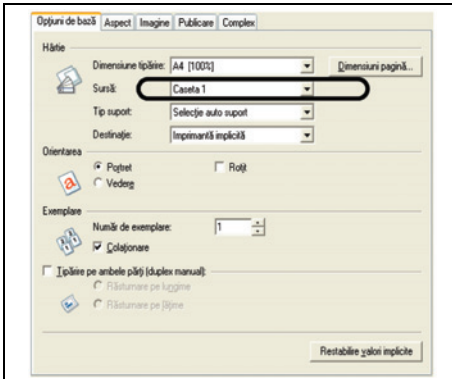 Opțiuni de bază Aspect Imagine Publicare Complex
Hârtie
Dimensiune tipărire: A4 [100%] Dimensiuni pagină...
Sursă: Caseta 1
Tip suport: Selecție auto suport
Destinație: Imprimantă implicită
Orientarea
Portret Rotit
Vedere
Exemplare
Număr de exemplare: 1
Colaționare
Tipărire pe ambele părți (duplex manual):
Răsturnare pe lungime
Răsturnare pe lățime
Restabilire valori implicite